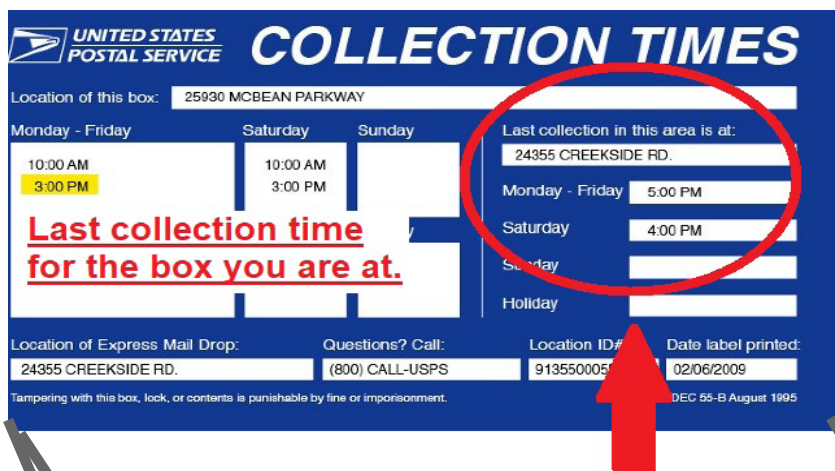 UNITED STATES
POSTAL SERVICE
COLLECTION TIMES
Location of this box: 25930 MCBEAN PARKWAY
Monday - Friday Saturday Sunday
10:00 AM 10:00 AM
3:00 PM 3:00 PM
Last collection time
for the box you are at.
Last collection in this area is at:
24355 CREEKSIDE RD.
Monday - Friday 5:00 PM
Saturday 4:00 PM
Sunday
Holiday
Location of Express Mail Drop: Questions? Call: Location ID# Date label printed:
24355 CREEKSIDE RD. (800) CALL-USPS 02/06/2009
Tampering with this box, lock, or contents is punishable by fine or imporisonment. DEC 55-B August 1995